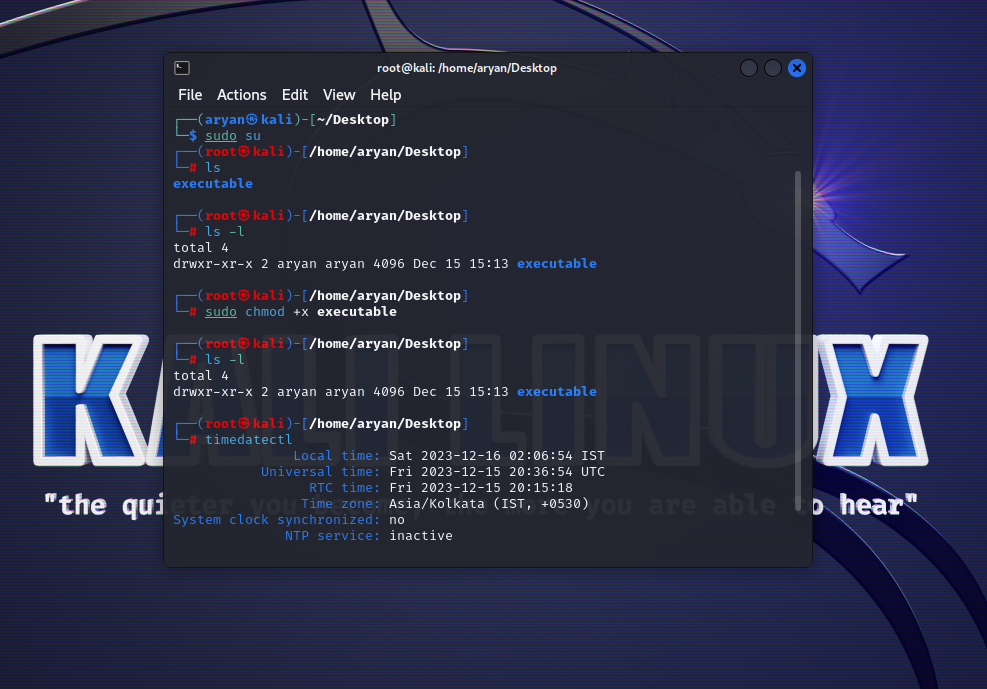 root@kali: /home/aryan/Desktop
File Actions Edit View Help
┌──(aryan㉿kali)-[~/Desktop]
└─$ sudo su
┌──(root㉿kali)-[/home/aryan/Desktop]
└─# ls
executable
┌──(root㉿kali)-[/home/aryan/Desktop]
└─# ls -l
total 4
drwxr-xr-x 2 aryan aryan 4096 Dec 15 15:13 executable
┌──(root㉿kali)-[/home/aryan/Desktop]
└─# sudo chmod +x executable
┌──(root㉿kali)-[/home/aryan/Desktop]
└─# ls -l
total 4
drwxr-xr-x 2 aryan aryan 4096 Dec 15 15:13 executable
┌──(root㉿kali)-[/home/aryan/Desktop]
└─# timedatectl
Local time: Sat 2023-12-16 02:06:54 IST
Universal time: Fri 2023-12-15 20:36:54 UTC
RTC time: Fri 2023-12-15 20:15:18
Time zone: Asia/Kolkata (IST, +0530)
System clock synchronized: no
NTP service: inactive
KALI LINUX
"the quieter you become, the more you are able to hear"